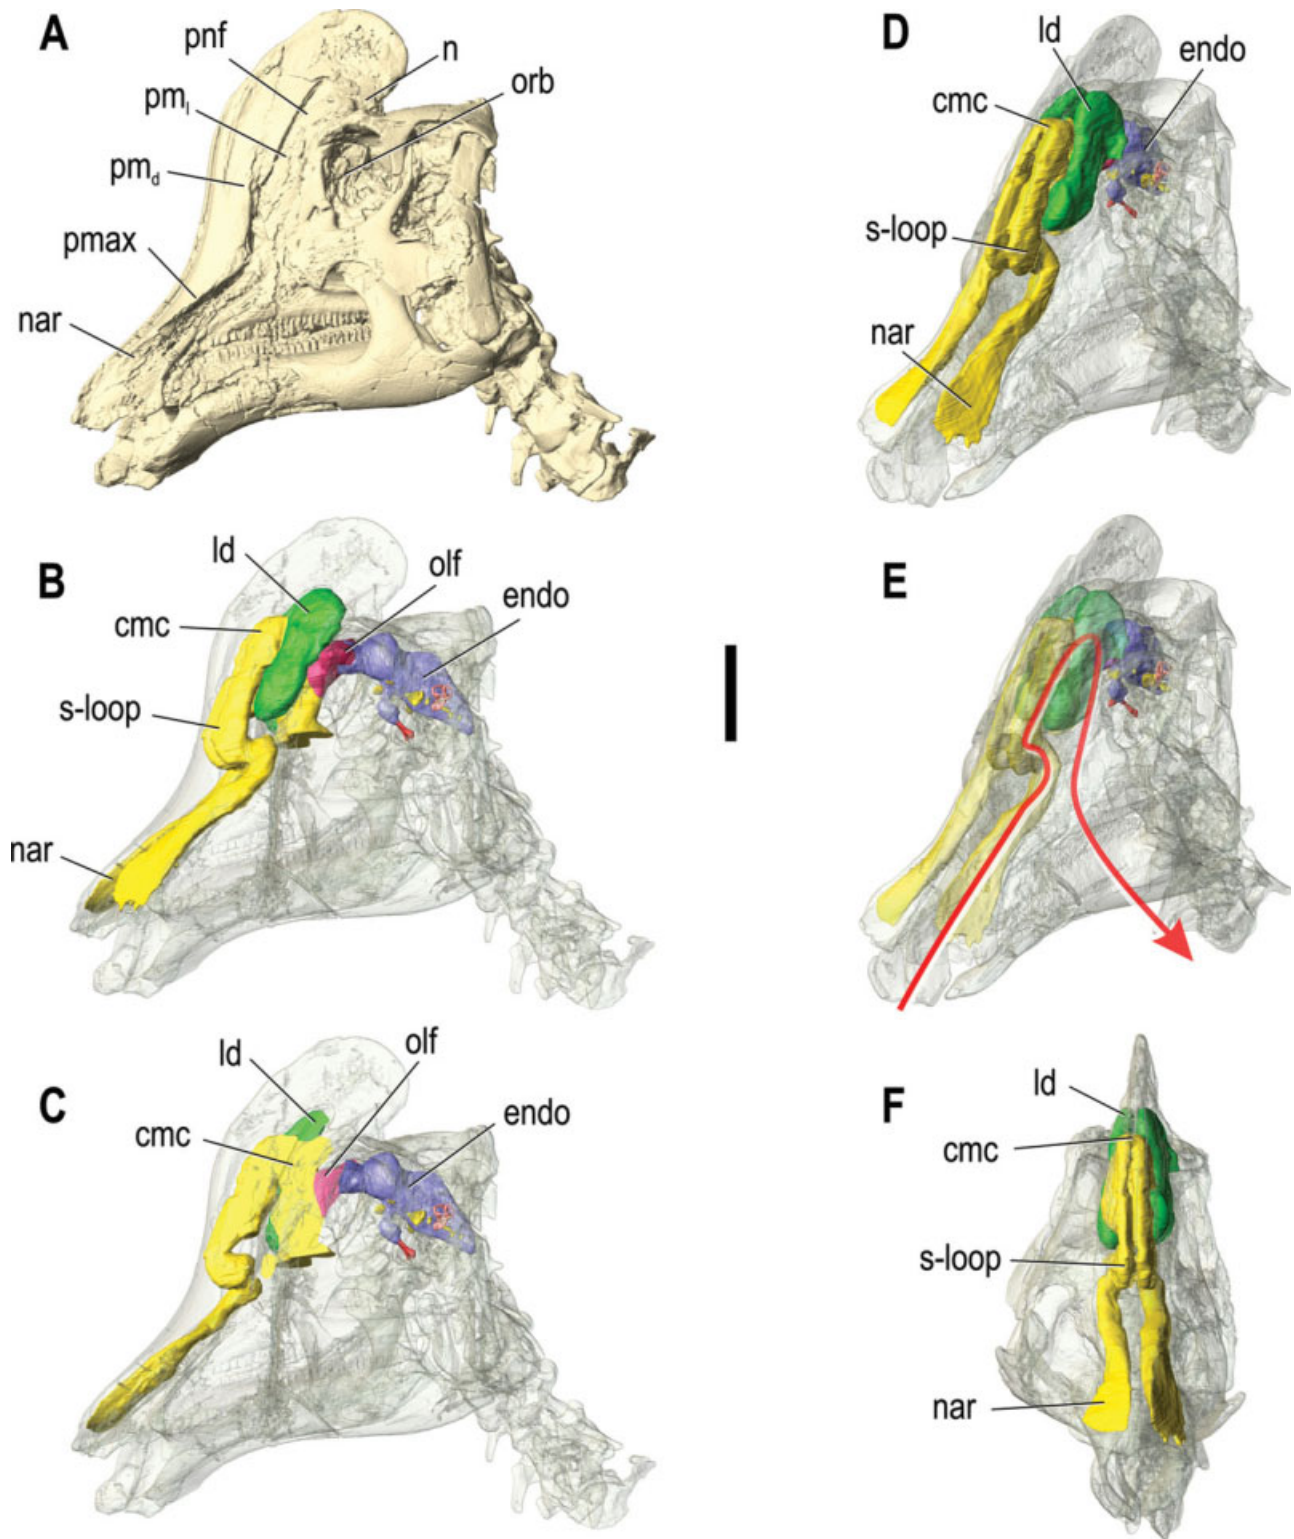 A
pnf
n
orb
pmₗ
pm_d
pmax
nar
B
ld
olf
endo
cmc
s-loop
nar
C
ld
olf
endo
cmc
D
ld
endo
cmc
s-loop
nar
E
F
ld
cmc
s-loop
nar